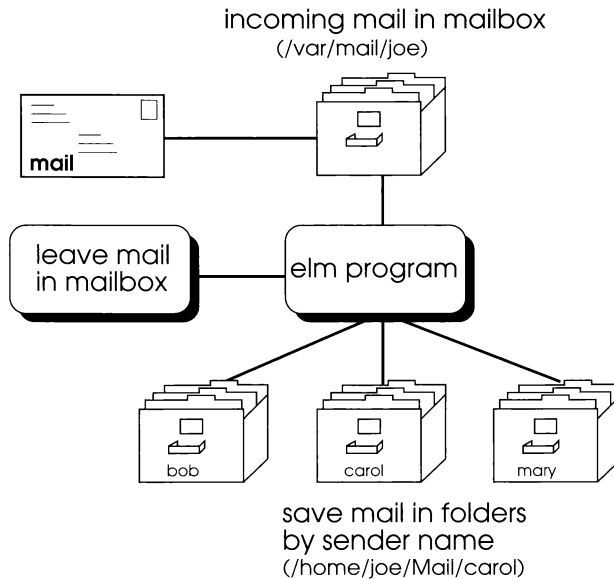 incoming mail in mailbox
(/var/mail/joe)
mail
leave mail
in mailbox
elm program
bob
carol
mary
save mail in folders
by sender name
(/home/joe/Mail/carol)